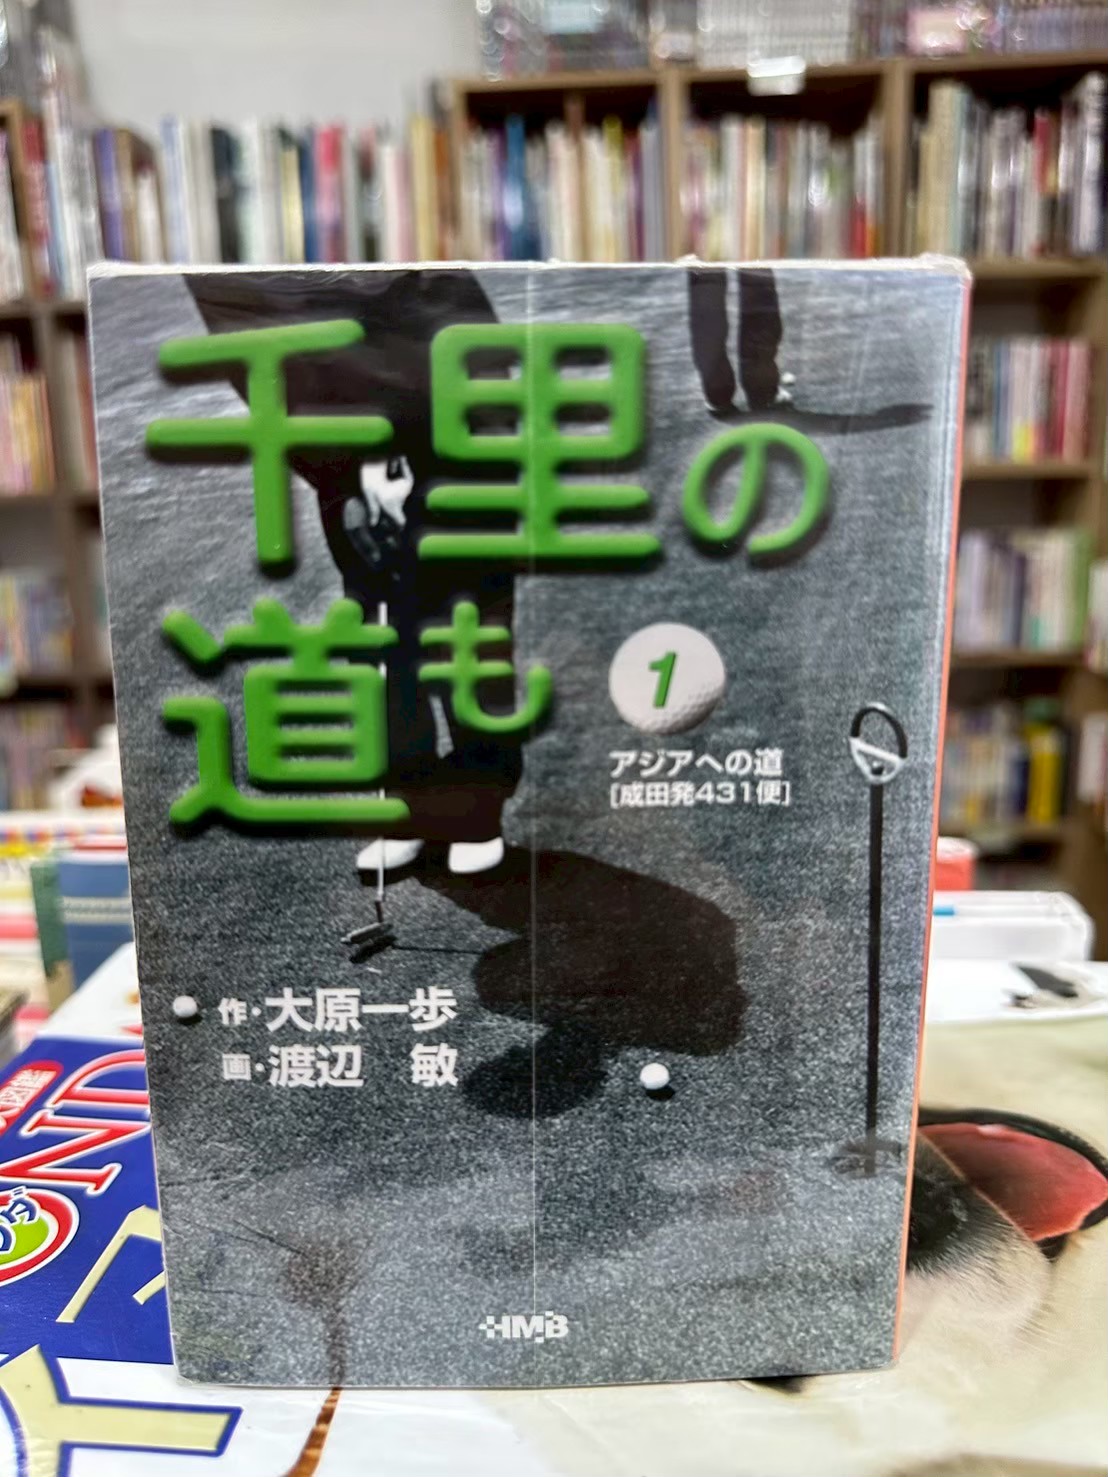 千里の
道も
1
アジアへの道
[成田発431便]
作・大原一歩
画・渡辺 敏
HMB
ND